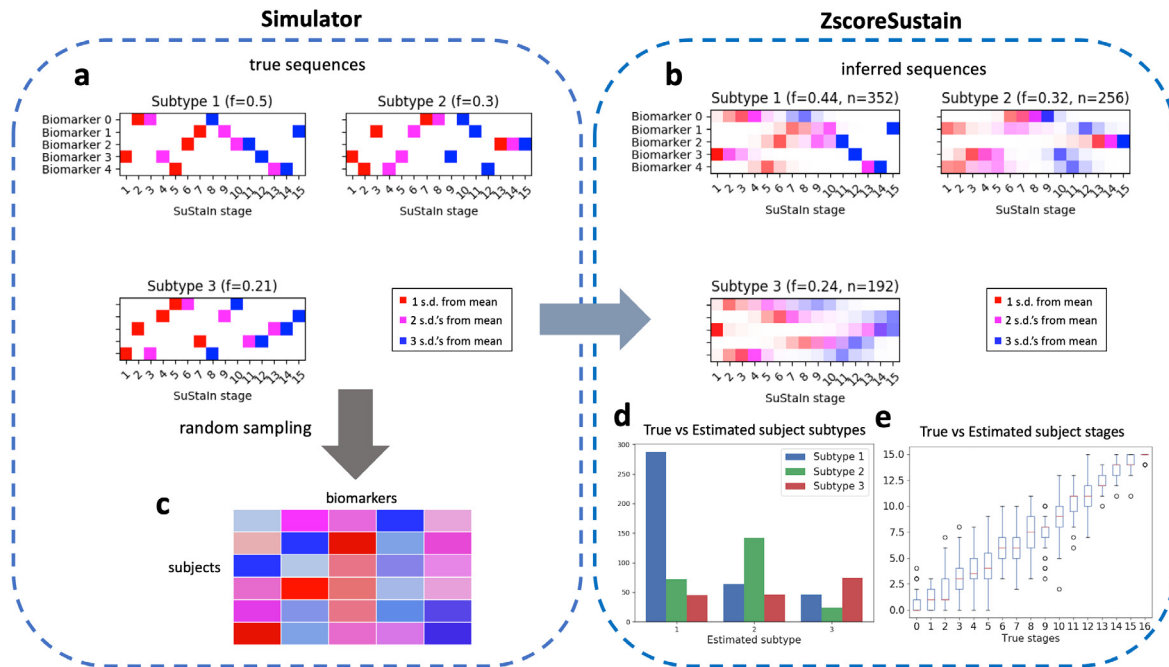 Simulator
ZscoreSustain
a
true sequences
Subtype 1 (f=0.5)
Subtype 2 (f=0.3)
Biomarker 0
Biomarker 1
Biomarker 2
Biomarker 3
Biomarker 4
1 2 3 4 5 6 7 8 9 10 11 12 13 14 15
1 2 3 4 5 6 7 8 9 10 11 12 13 14 15
SuStaIn stage
SuStaIn stage
Subtype 3 (f=0.21)
1 2 3 4 5 6 7 8 9 10 11 12 13 14 15
SuStaIn stage
1 s.d. from mean
2 s.d.'s from mean
3 s.d.'s from mean
random sampling
c
biomarkers
subjects
b
inferred sequences
Subtype 1 (f=0.44, n=352)
Subtype 2 (f=0.32, n=256)
Biomarker 0
Biomarker 1
Biomarker 2
Biomarker 3
Biomarker 4
1 2 3 4 5 6 7 8 9 10 11 12 13 14 15
1 2 3 4 5 6 7 8 9 10 11 12 13 14 15
SuStaIn stage
SuStaIn stage
Subtype 3 (f=0.24, n=192)
1 2 3 4 5 6 7 8 9 10 11 12 13 14 15
SuStaIn stage
1 s.d. from mean
2 s.d.'s from mean
3 s.d.'s from mean
d
True vs Estimated subject subtypes
300
250
200
150
100
50
0
Subtype 1
Subtype 2
Subtype 3
1 2 3
Estimated subtype
e
True vs Estimated subject stages
15.0
12.5
10.0
7.5
5.0
2.5
0.0
0 1 2 3 4 5 6 7 8 9 10 11 12 13 14 15 16
True stages